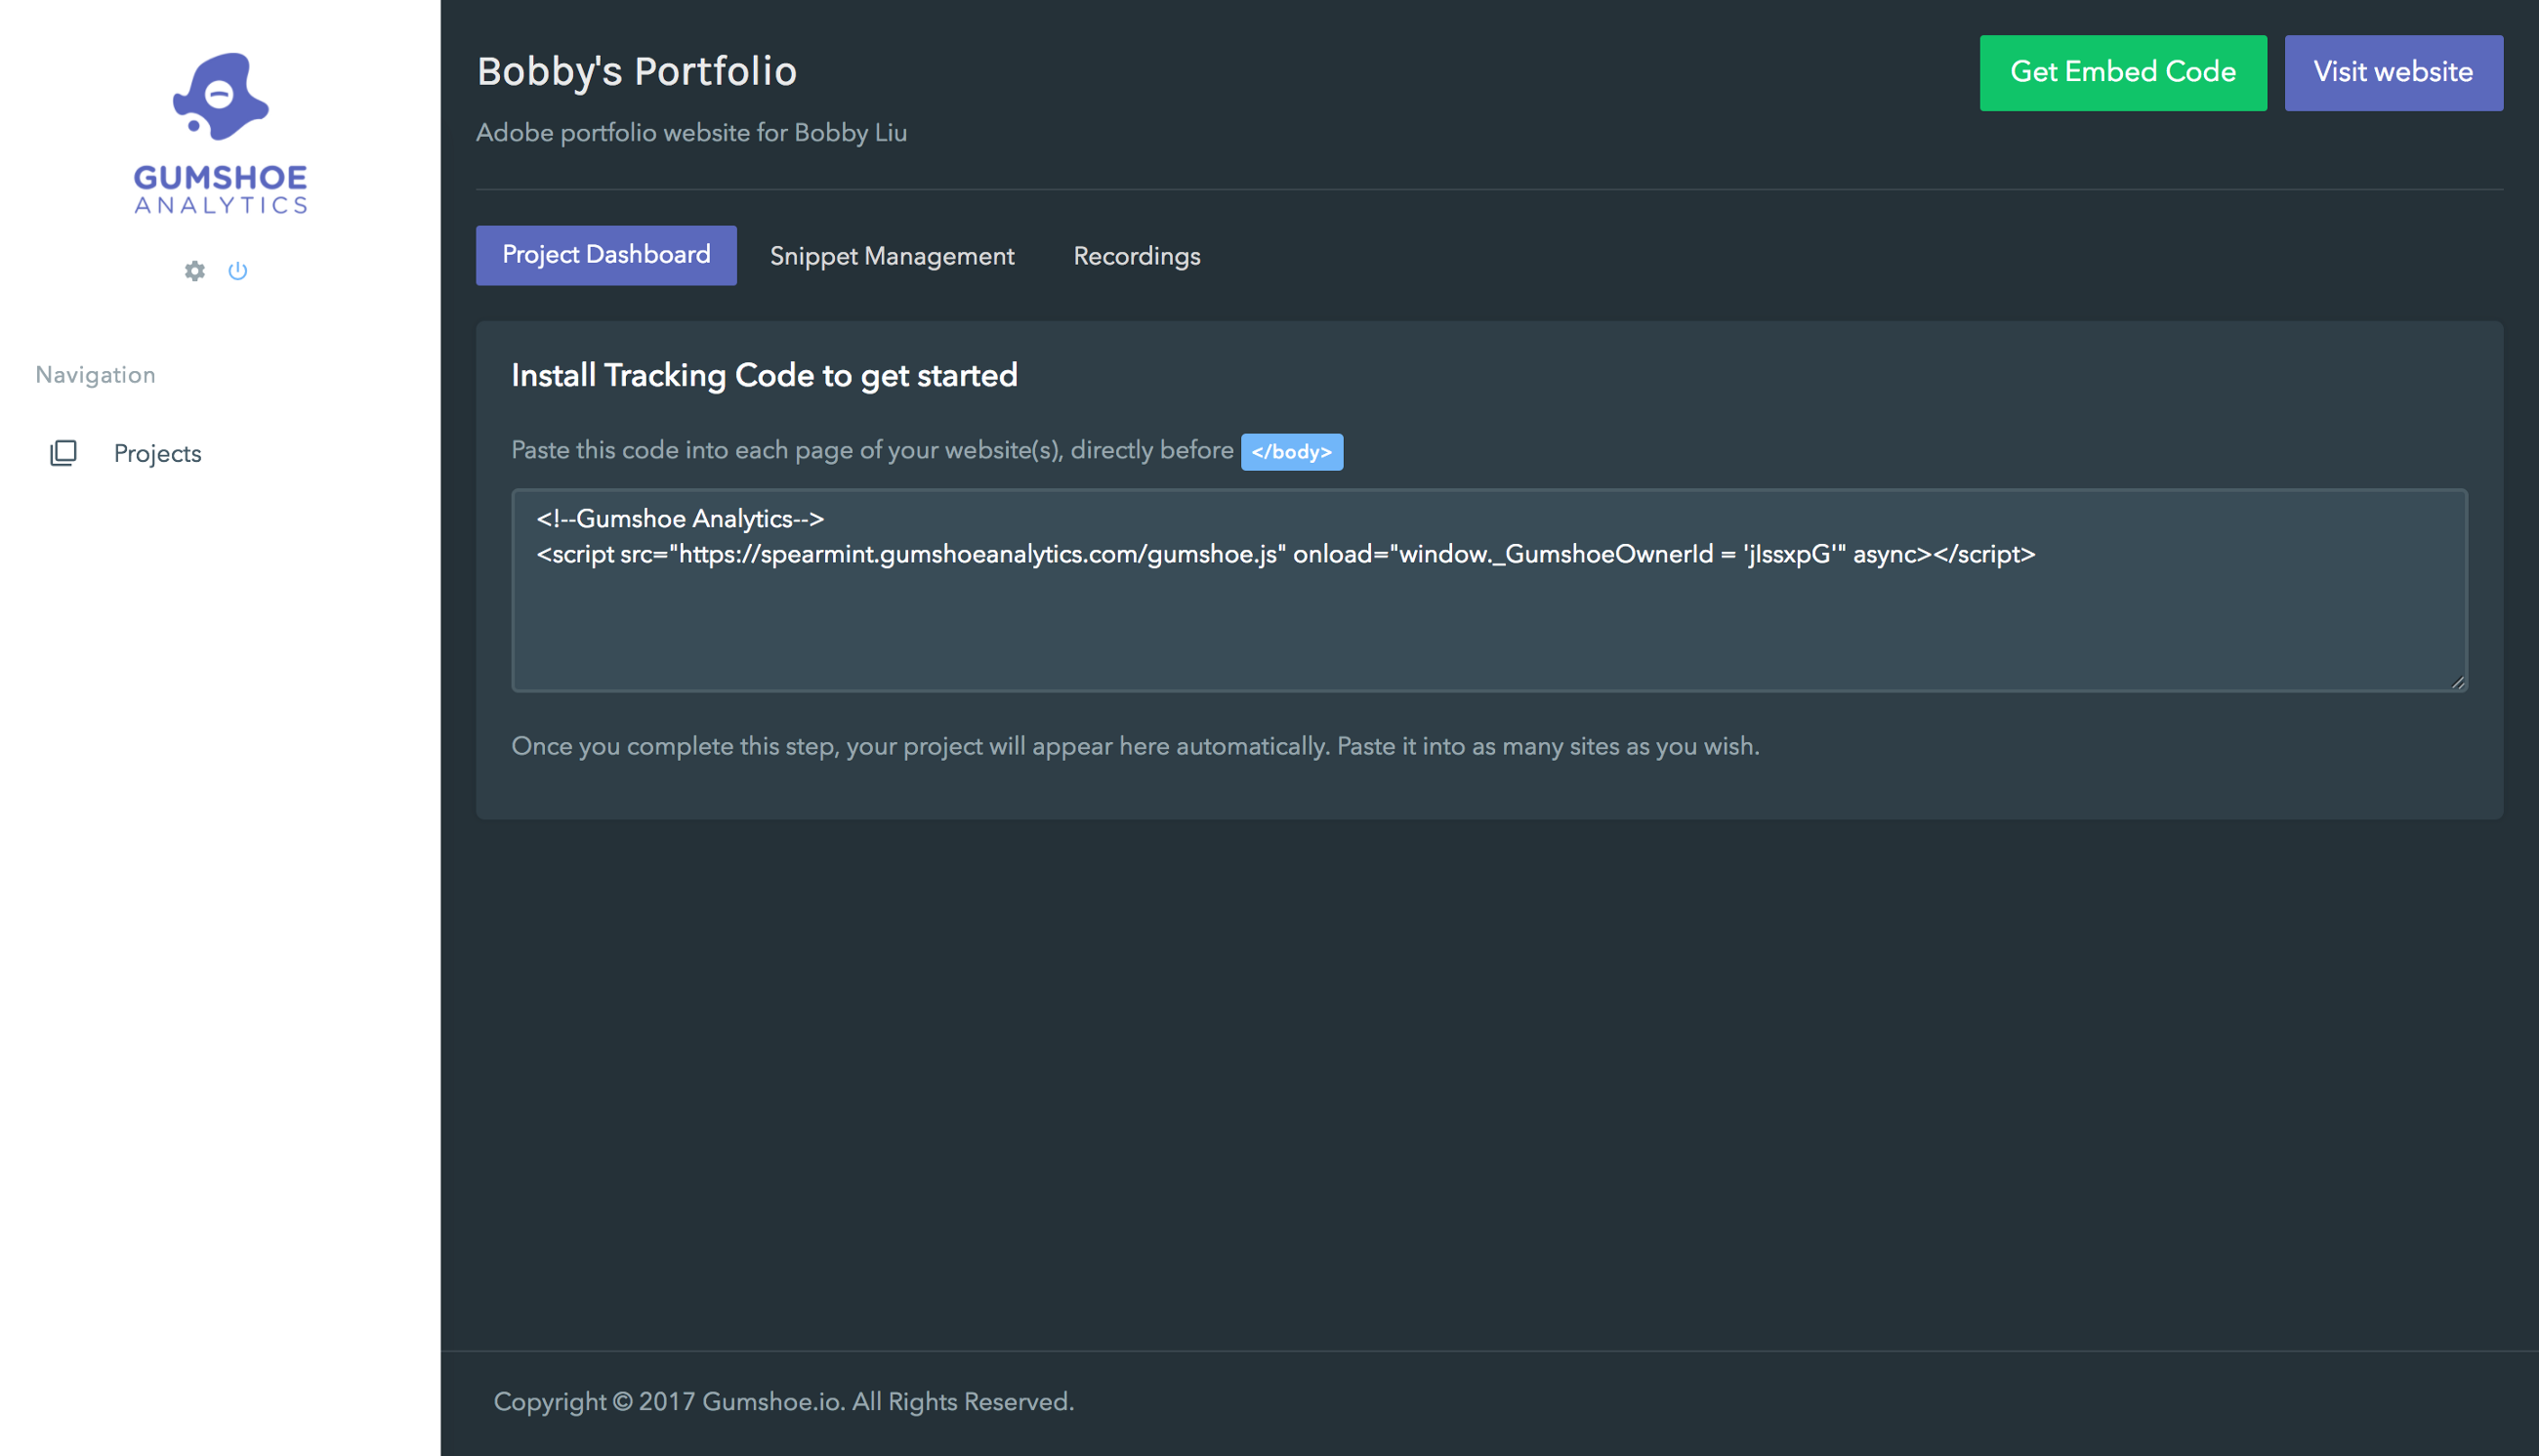 GUMSHOE
ANALYTICS
Navigation
Projects
Bobby's Portfolio
Adobe portfolio website for Bobby Liu
Get Embed Code
Visit website
Project Dashboard
Snippet Management
Recordings
Install Tracking Code to get started
Paste this code into each page of your website(s), directly before </body>
<!--Gumshoe Analytics-->
<script src="https://spearmint.gumshoeanalytics.com/gumshoe.js" onload="window._GumshoeOwnerId = 'jIssxpG'" async></script>
Once you complete this step, your project will appear here automatically. Paste it into as many sites as you wish.
Copyright © 2017 Gumshoe.io. All Rights Reserved.